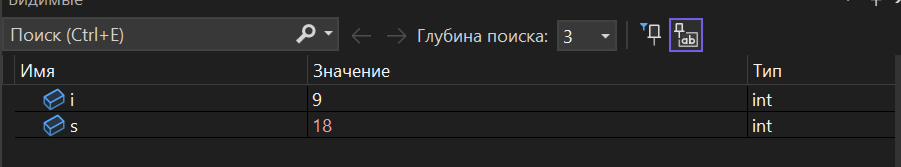 Видимые
Поиск (Ctrl+E) Глубина поиска: 3
Имя Значение Тип
i 9 int
s 18 int